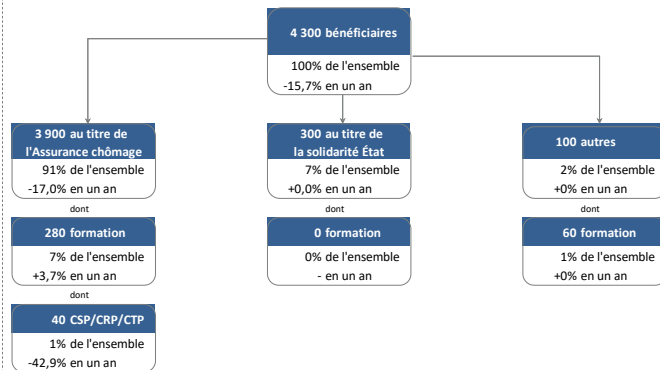 4 300 bénéficiaires
100% de l'ensemble
-15,7% en un an
3 900 au titre de
l'Assurance chômage
91% de l'ensemble
-17,0% en un an
dont
280 formation
7% de l'ensemble
+3,7% en un an
dont
40 CSP/CRP/CTP
1% de l'ensemble
-42,9% en un an
300 au titre de
la solidarité État
7% de l'ensemble
+0,0% en un an
dont
0 formation
0% de l'ensemble
- en un an
100 autres
2% de l'ensemble
+0% en un an
dont
60 formation
1% de l'ensemble
+0% en un an